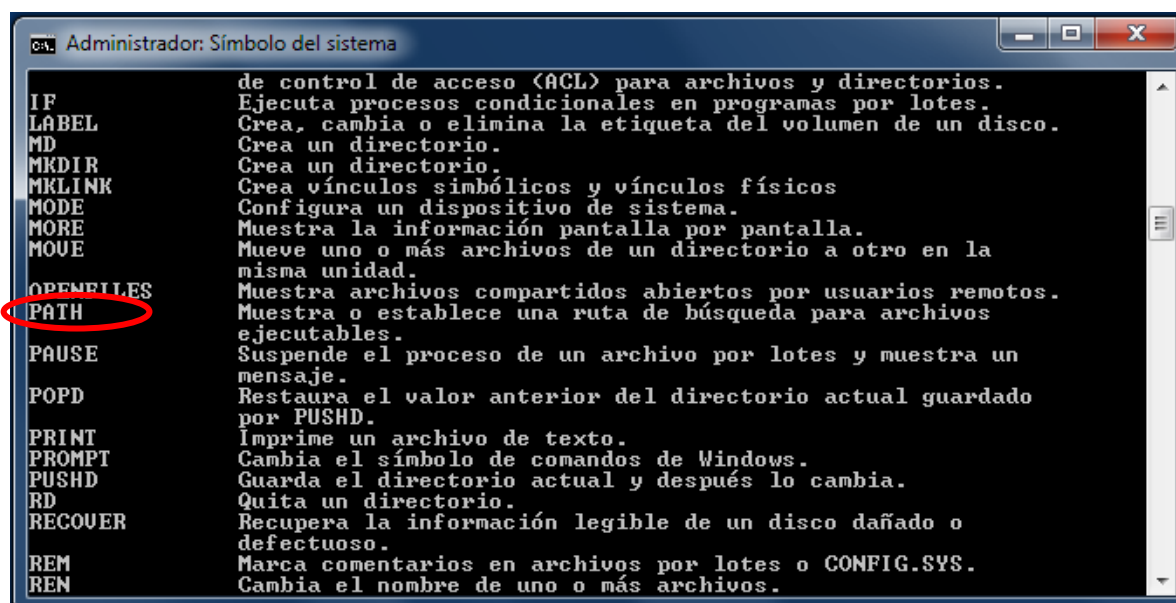 Administrador: Símbolo del sistema
de control de acceso (ACL) para archivos y directorios.
IF Ejecuta procesos condicionales en programas por lotes.
LABEL Crea, cambia o elimina la etiqueta del volumen de un disco.
MD Crea un directorio.
MKDIR Crea un directorio.
MKLINK Crea vínculos simbólicos y vínculos físicos
MODE Configura un dispositivo de sistema.
MORE Muestra la información pantalla por pantalla.
MOVE Mueve uno o más archivos de un directorio a otro en la
misma unidad.
OPENFILES Muestra archivos compartidos abiertos por usuarios remotos.
PATH Muestra o establece una ruta de búsqueda para archivos
ejecutables.
PAUSE Suspende el proceso de un archivo por lotes y muestra un
mensaje.
POPD Restaura el valor anterior del directorio actual guardado
por PUSHD.
PRINT Imprime un archivo de texto.
PROMPT Cambia el símbolo de comandos de Windows.
PUSHD Guarda el directorio actual y después lo cambia.
RD Quita un directorio.
RECOVER Recupera la información legible de un disco dañado o
defectuoso.
REM Marca comentarios en archivos por lotes o CONFIG.SYS.
REN Cambia el nombre de uno o más archivos.